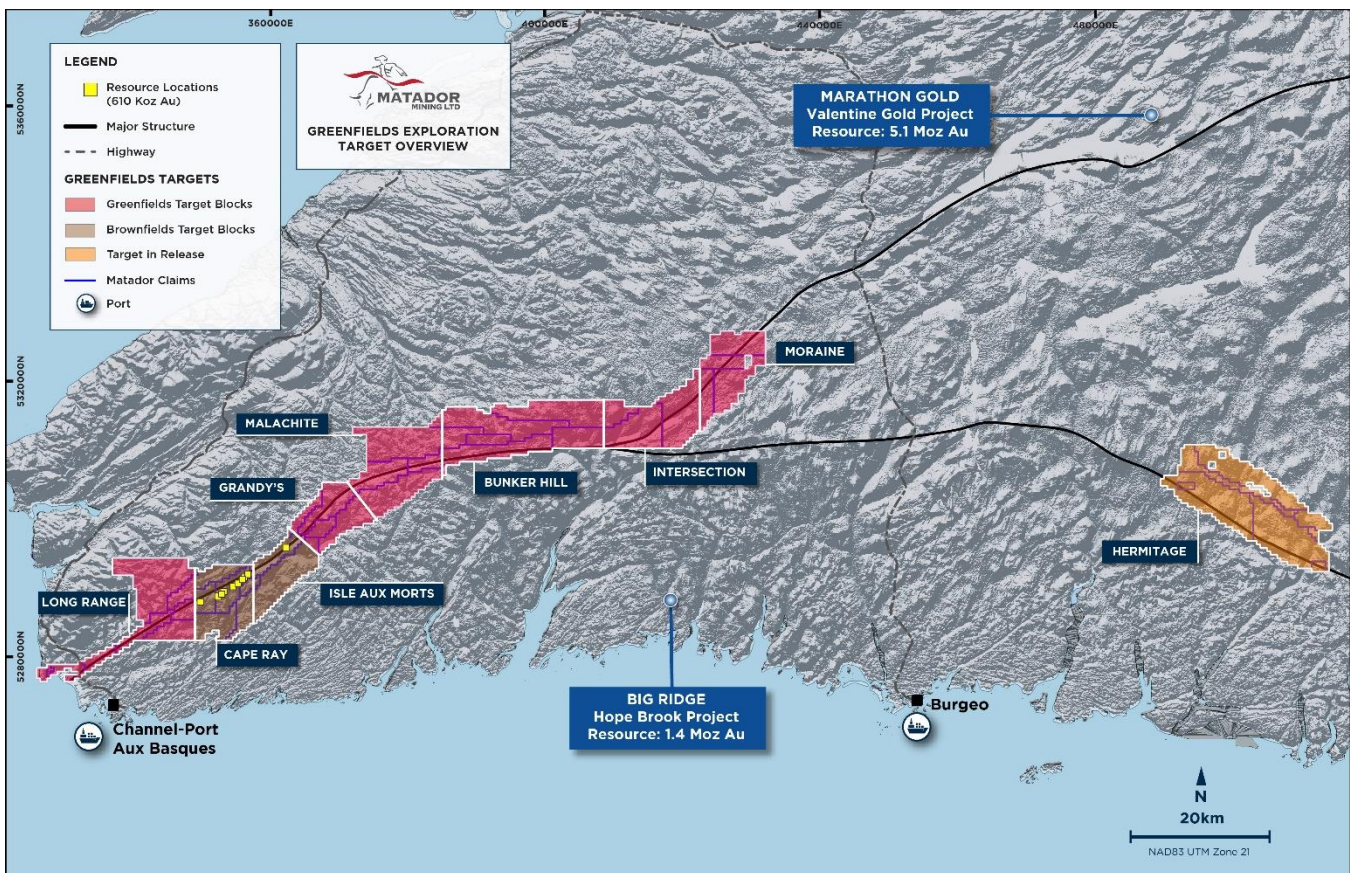 360000E
400000E
440000E
480000E
5360000N
5320000N
5280000N
LEGEND
Resource Locations
(610 Koz Au)
Major Structure
Highway
GREENFIELDS TARGETS
Greenfields Target Blocks
Brownfields Target Blocks
Target in Release
Matador Claims
Port
MATADOR
MINING LTD
GREENFIELDS EXPLORATION
TARGET OVERVIEW
MARATHON GOLD
Valentine Gold Project
Resource: 5.1 Moz Au
MORAINE
MALACHITE
INTERSECTION
BUNKER HILL
GRANDY'S
HERMITAGE
ISLE AUX MORTS
LONG RANGE
CAPE RAY
BIG RIDGE
Hope Brook Project
Resource: 1.4 Moz Au
Burgeo
Channel-Port
Aux Basques
N
20km
NAD83 UTM Zone 21